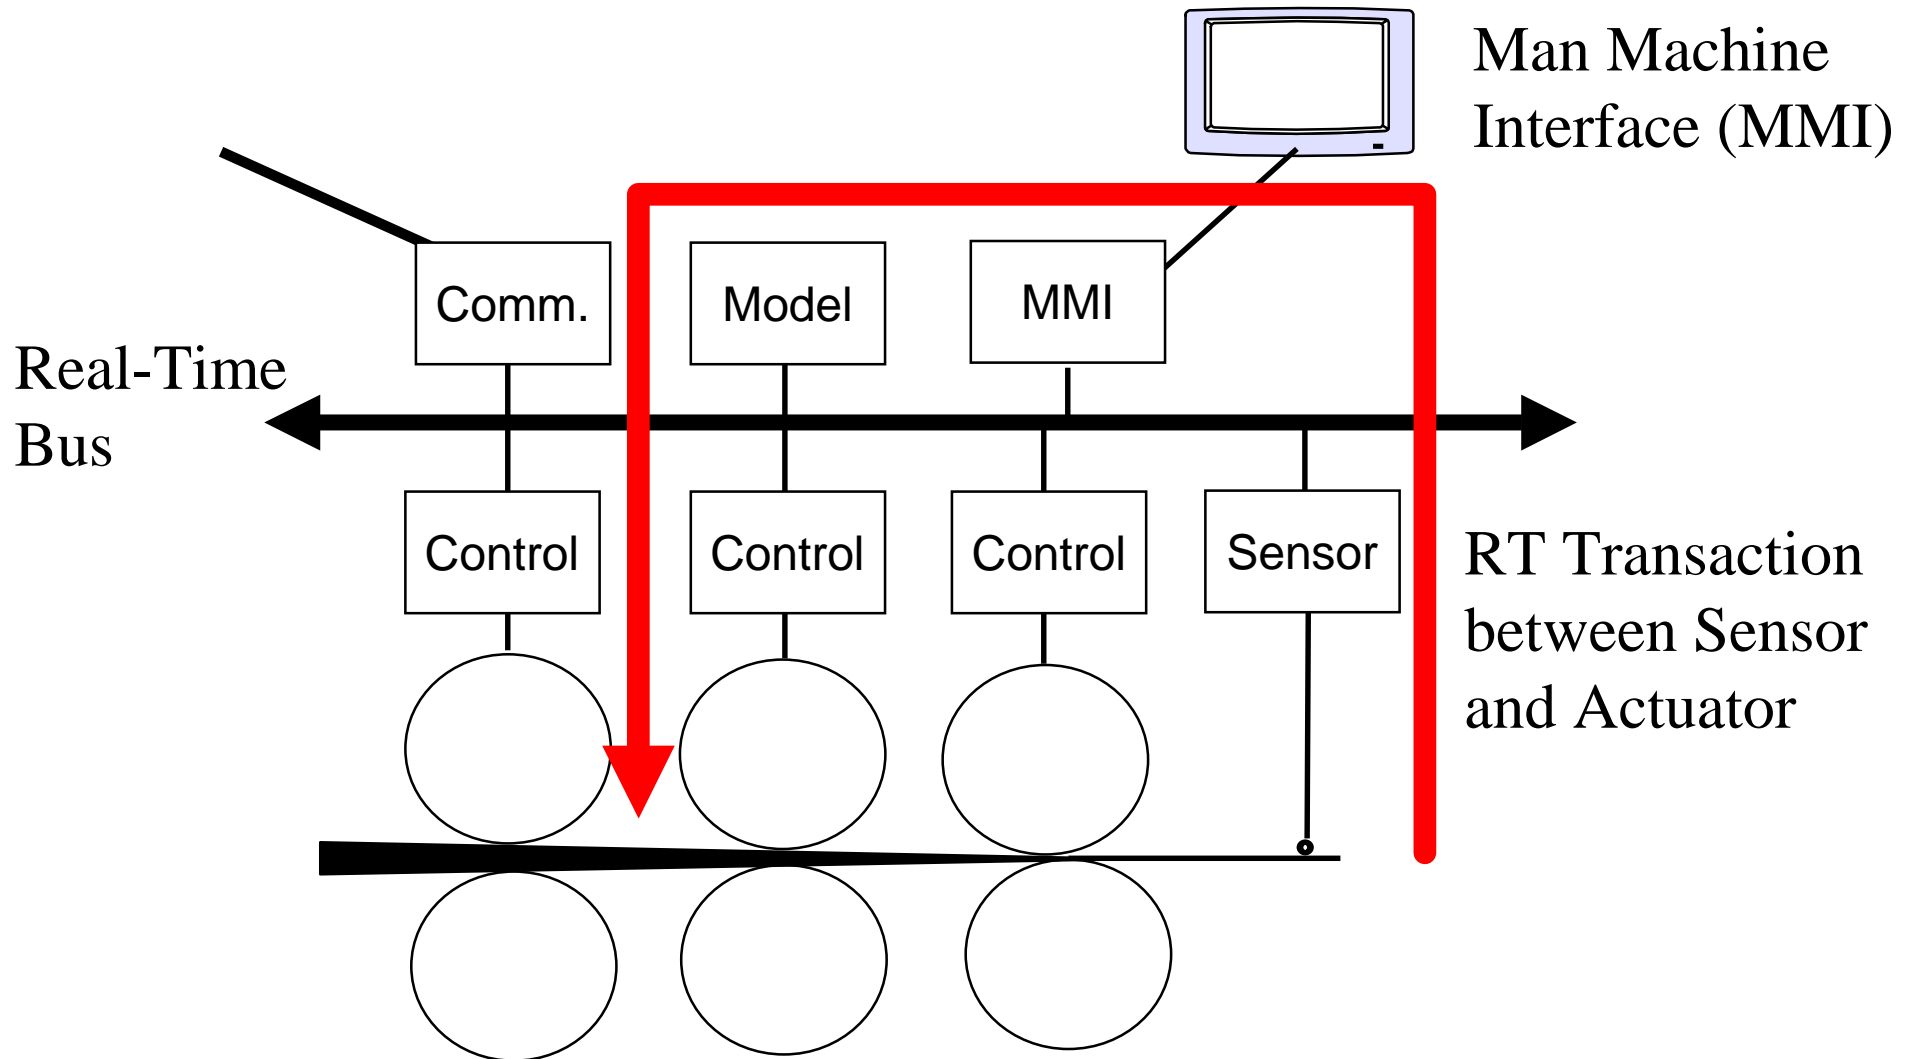 Man Machine
Interface (MMI)
Comm.
Model
MMI
Real-Time
Bus
Control
Control
Control
Sensor
RT Transaction
between Sensor
and Actuator